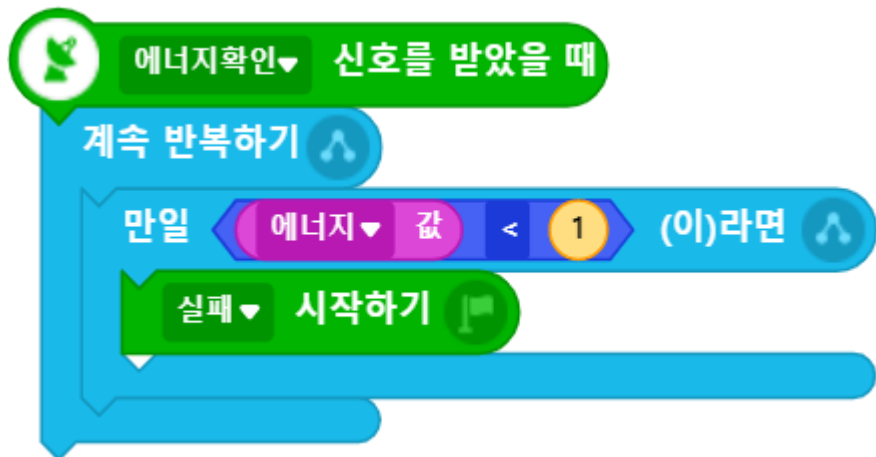 에너지확인▼ 신호를 받았을 때
계속 반복하기
만일 에너지▼ 값 < 1 (이)라면
실패▼ 시작하기